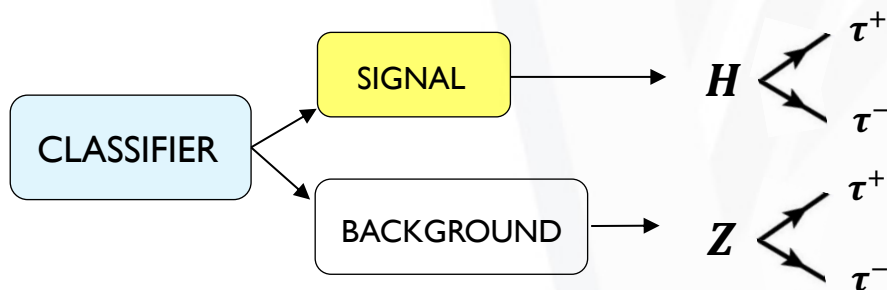 CLASSIFIER
SIGNAL
H
τ⁺
τ⁻
BACKGROUND
Z
τ⁺
τ⁻